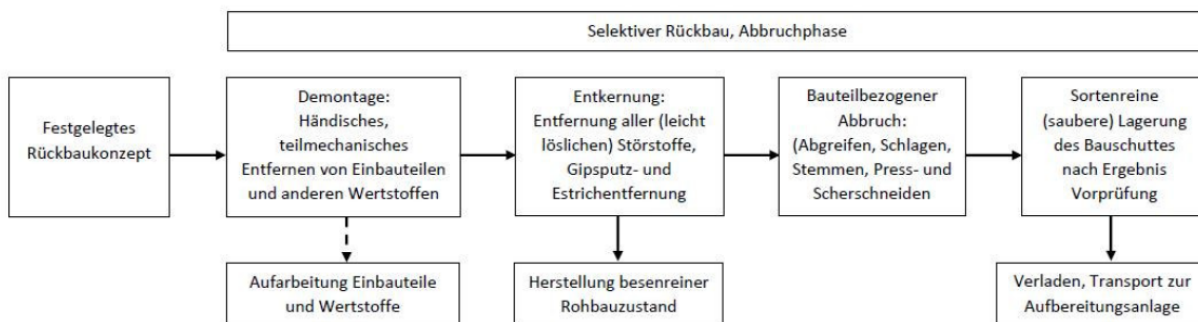 Selektiver Rückbau, Abbruchphase
Festgelegtes
Rückbaukonzept
Demontage:
Händisches,
teilmechanisches
Entfernen von Einbauteilen
und anderen Wertstoffen
Entkernung:
Entfernung aller (leicht
löslichen) Störstoffe,
Gipsputz- und
Estrichentfernung
Bauteilbezogener
Abbruch:
(Abgreifen, Schlagen,
Stemmen, Press- und
Scherschneiden
Sortenreine
(saubere) Lagerung
des Bauschuttes
nach Ergebnis
Vorprüfung
Aufarbeitung Einbauteile
und Wertstoffe
Herstellung besenreiner
Rohbauzustand
Verladen, Transport zur
Aufbereitungsanlage